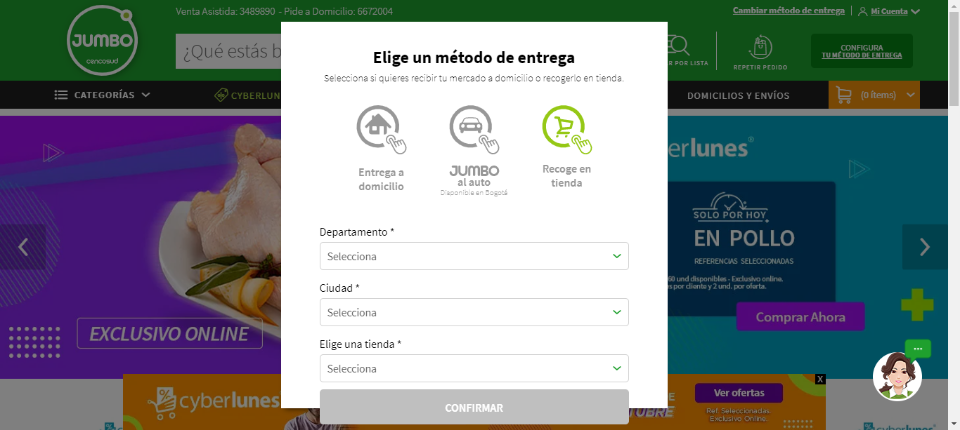 Venta Asistida: 3489890 - Pide a Domicilio: 6672004
Cambiar método de entrega
Mi Cuenta
JUMBO
cencosud
¿Qué estás b
R POR LISTA
REPETIR PEDIDO
CONFIGURA
TU MÉTODO DE ENTREGA
CATEGORÍAS
CYBERLUNE
DOMICILIOS Y ENVÍOS
(0 items)
Elige un método de entrega
Selecciona si quieres recibir tu mercado a domicilio o recogerlo en tienda.
Entrega a
domicilio
JUMBO
al auto
Disponible en Bogotá
Recoge en
tienda
Departamento *
Selecciona
Ciudad *
Selecciona
Elige una tienda *
Selecciona
CONFIRMAR
EXCLUSIVO ONLINE
berlunes
SOLO POR HOY
EN POLLO
REFERENCIAS SELECCIONADAS
60 und disponibles - Exclusivo online.
s por cliente y 2 und. por oferta.
Comprar Ahora
cyberlunes
E
TUBRE
Ver ofertas
Ref. Seleccionadas
Exclusivo Online.
X
cyberlunes